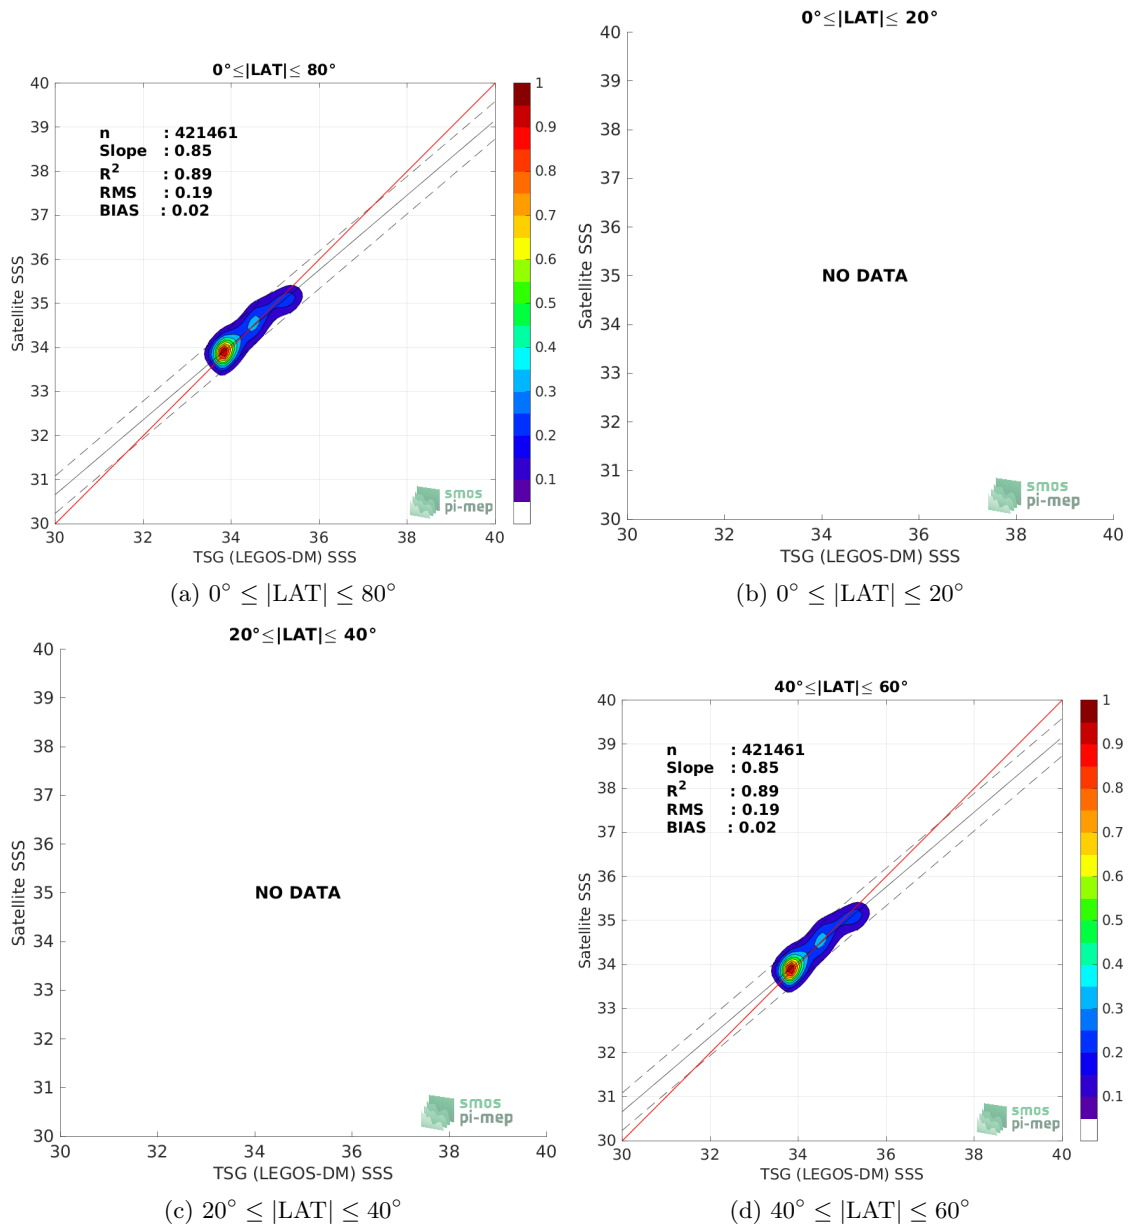 0°≤|LAT|≤ 80°
40
39
38
37
36
35
34
33
32
31
30
Satellite SSS
n : 421461
Slope : 0.85
R² : 0.89
RMS : 0.19
BIAS : 0.02
smos
pi-mep
30 32 34 36 38 40
TSG (LEGOS-DM) SSS
1
0.9
0.8
0.7
0.6
0.5
0.4
0.3
0.2
0.1
(a) 0° ≤ |LAT| ≤ 80°
0°≤|LAT|≤ 20°
40
39
38
37
36
35
34
33
32
31
30
Satellite SSS
NO DATA
smos
pi-mep
30 32 34 36 38 40
TSG (LEGOS-DM) SSS
(b) 0° ≤ |LAT| ≤ 20°
20°≤|LAT|≤ 40°
40
39
38
37
36
35
34
33
32
31
30
Satellite SSS
NO DATA
smos
pi-mep
30 32 34 36 38 40
TSG (LEGOS-DM) SSS
(c) 20° ≤ |LAT| ≤ 40°
40°≤|LAT|≤ 60°
40
39
38
37
36
35
34
33
32
31
30
Satellite SSS
n : 421461
Slope : 0.85
R² : 0.89
RMS : 0.19
BIAS : 0.02
smos
pi-mep
30 32 34 36 38 40
TSG (LEGOS-DM) SSS
1
0.9
0.8
0.7
0.6
0.5
0.4
0.3
0.2
0.1
(d) 40° ≤ |LAT| ≤ 60°